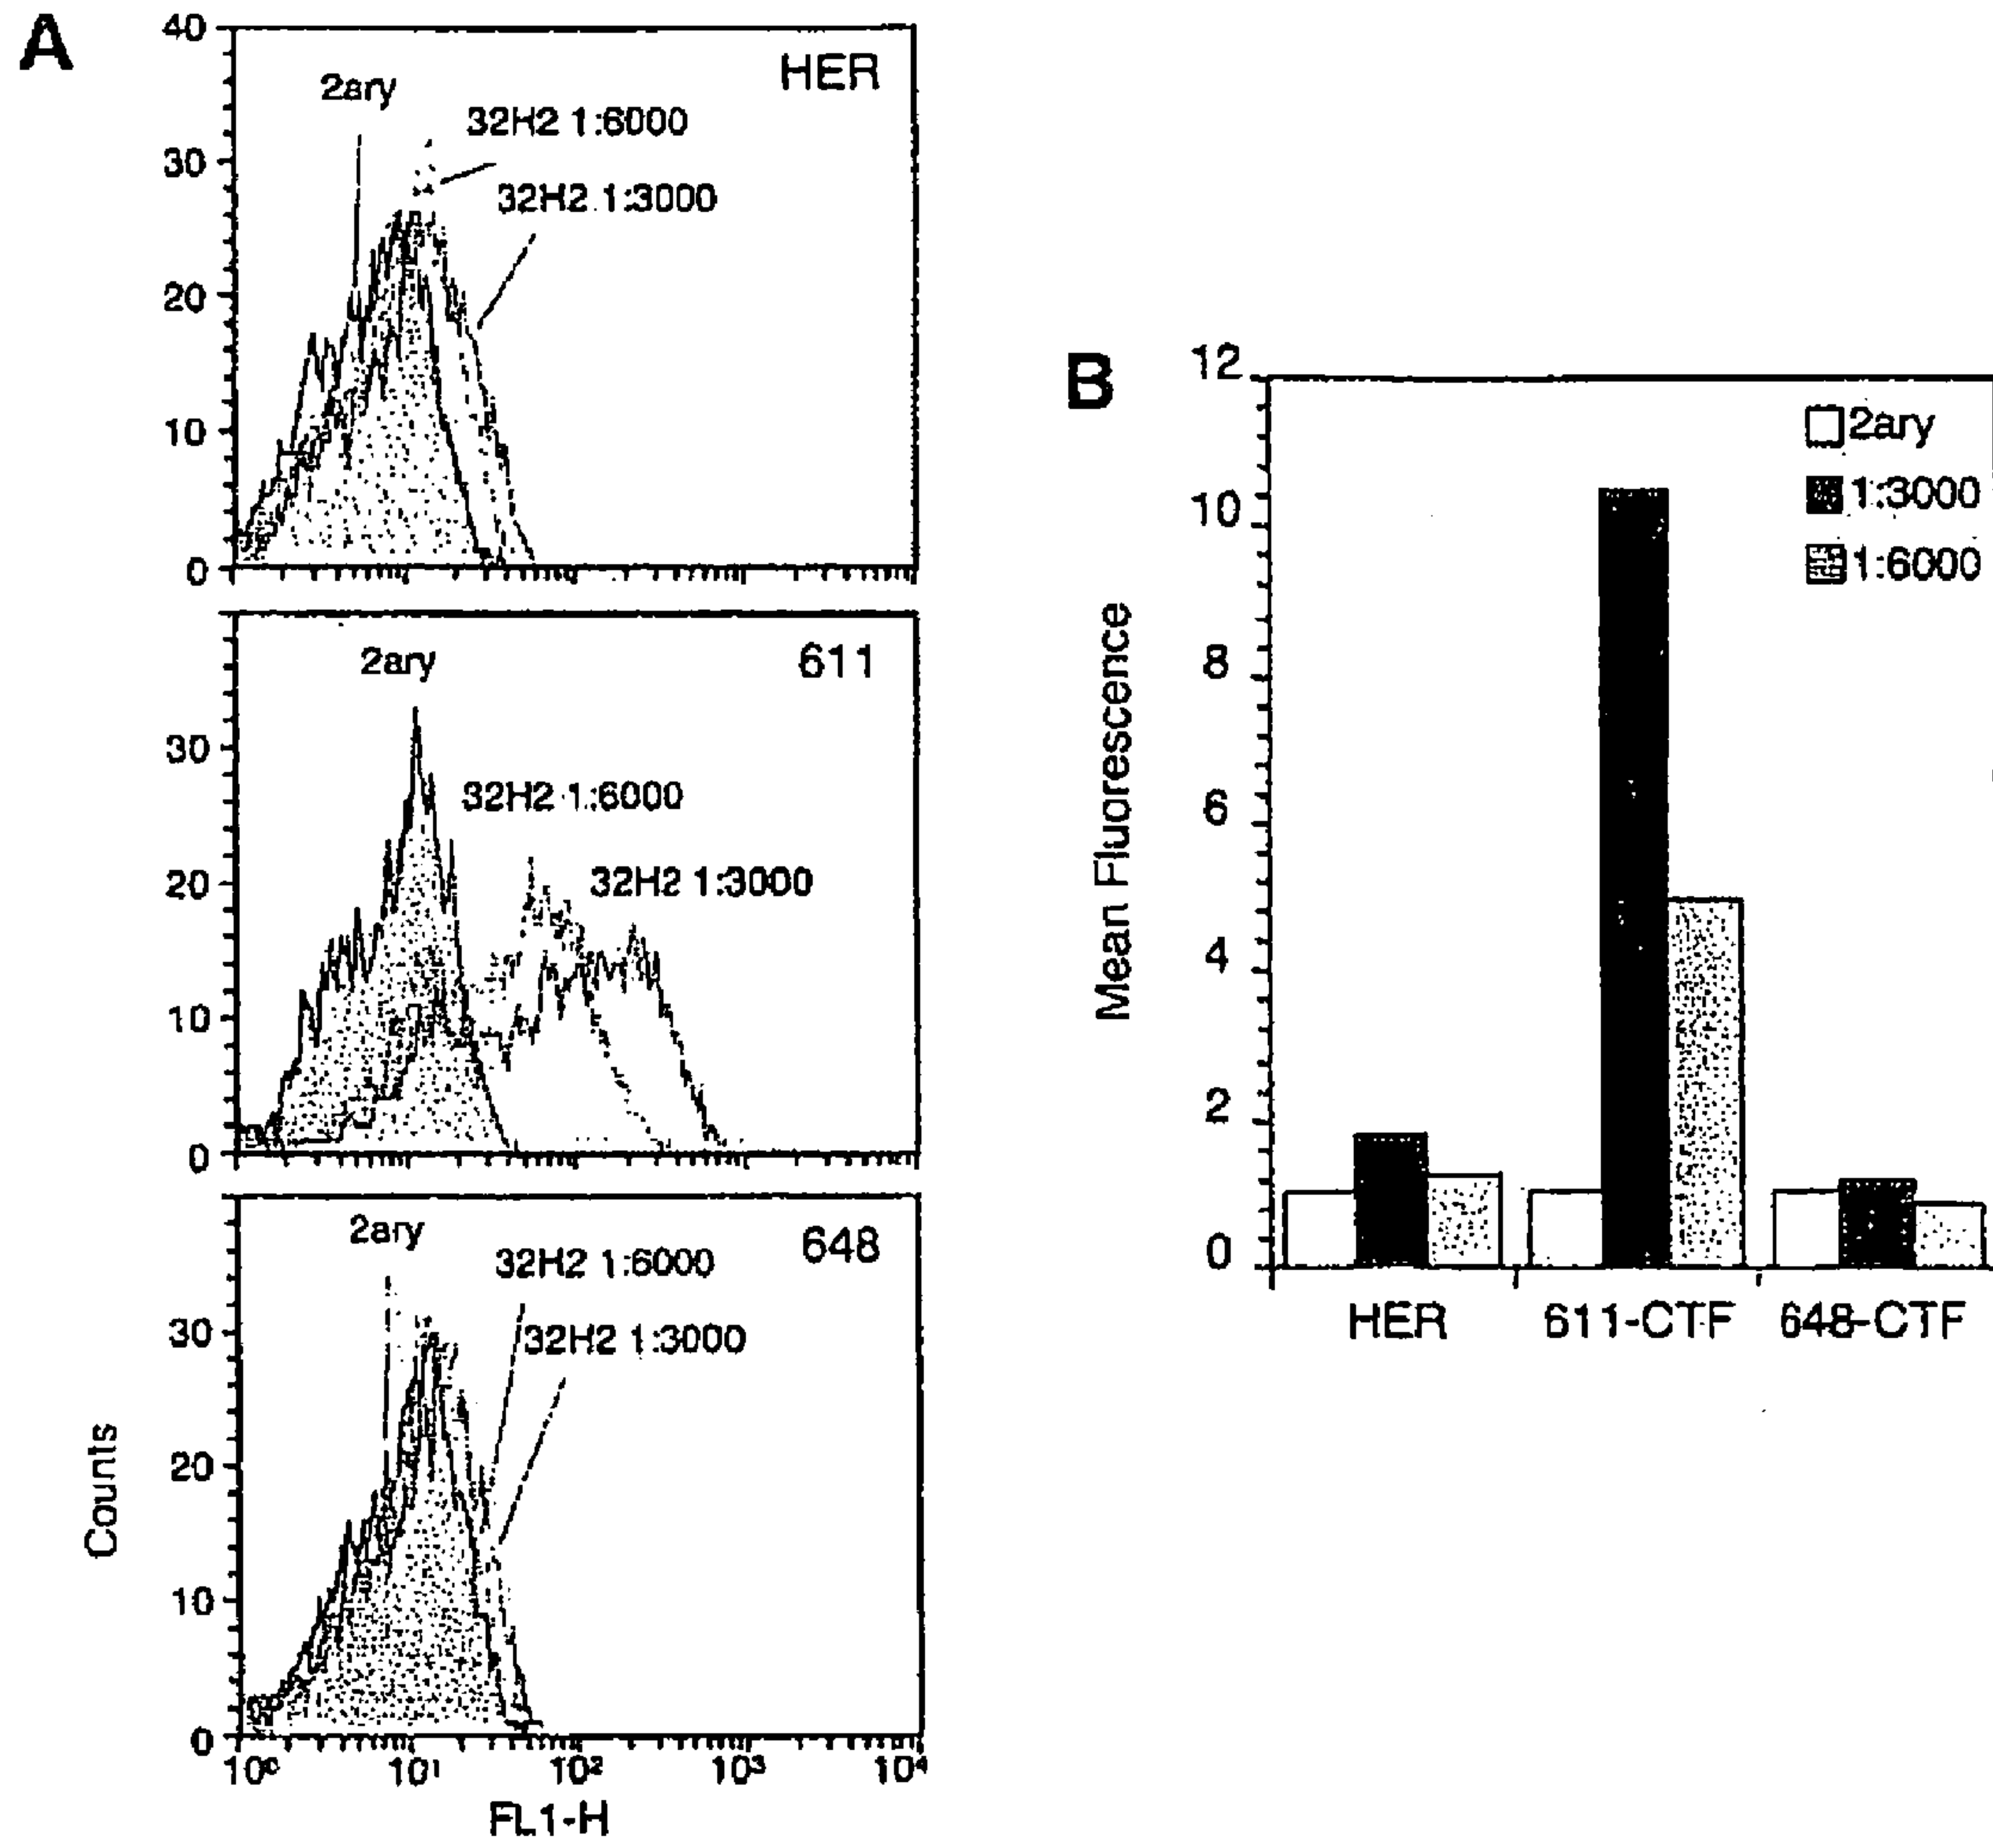 A
40
30
20
10
0
HER
2ary
32H2 1:6000
32H2 1:3000
30
20
10
0
611
2ary
32H2 1:6000
32H2 1:3000
30
20
10
0
648
2ary
32H2 1:6000
32H2 1:3000
Counts
10⁰ 10¹ 10² 10³ 10⁴
FL1-H
B
12
10
8
6
4
2
0
Mean Fluorescence
2ary
1:3000
1:6000
HER 611-CTF 648-CTF